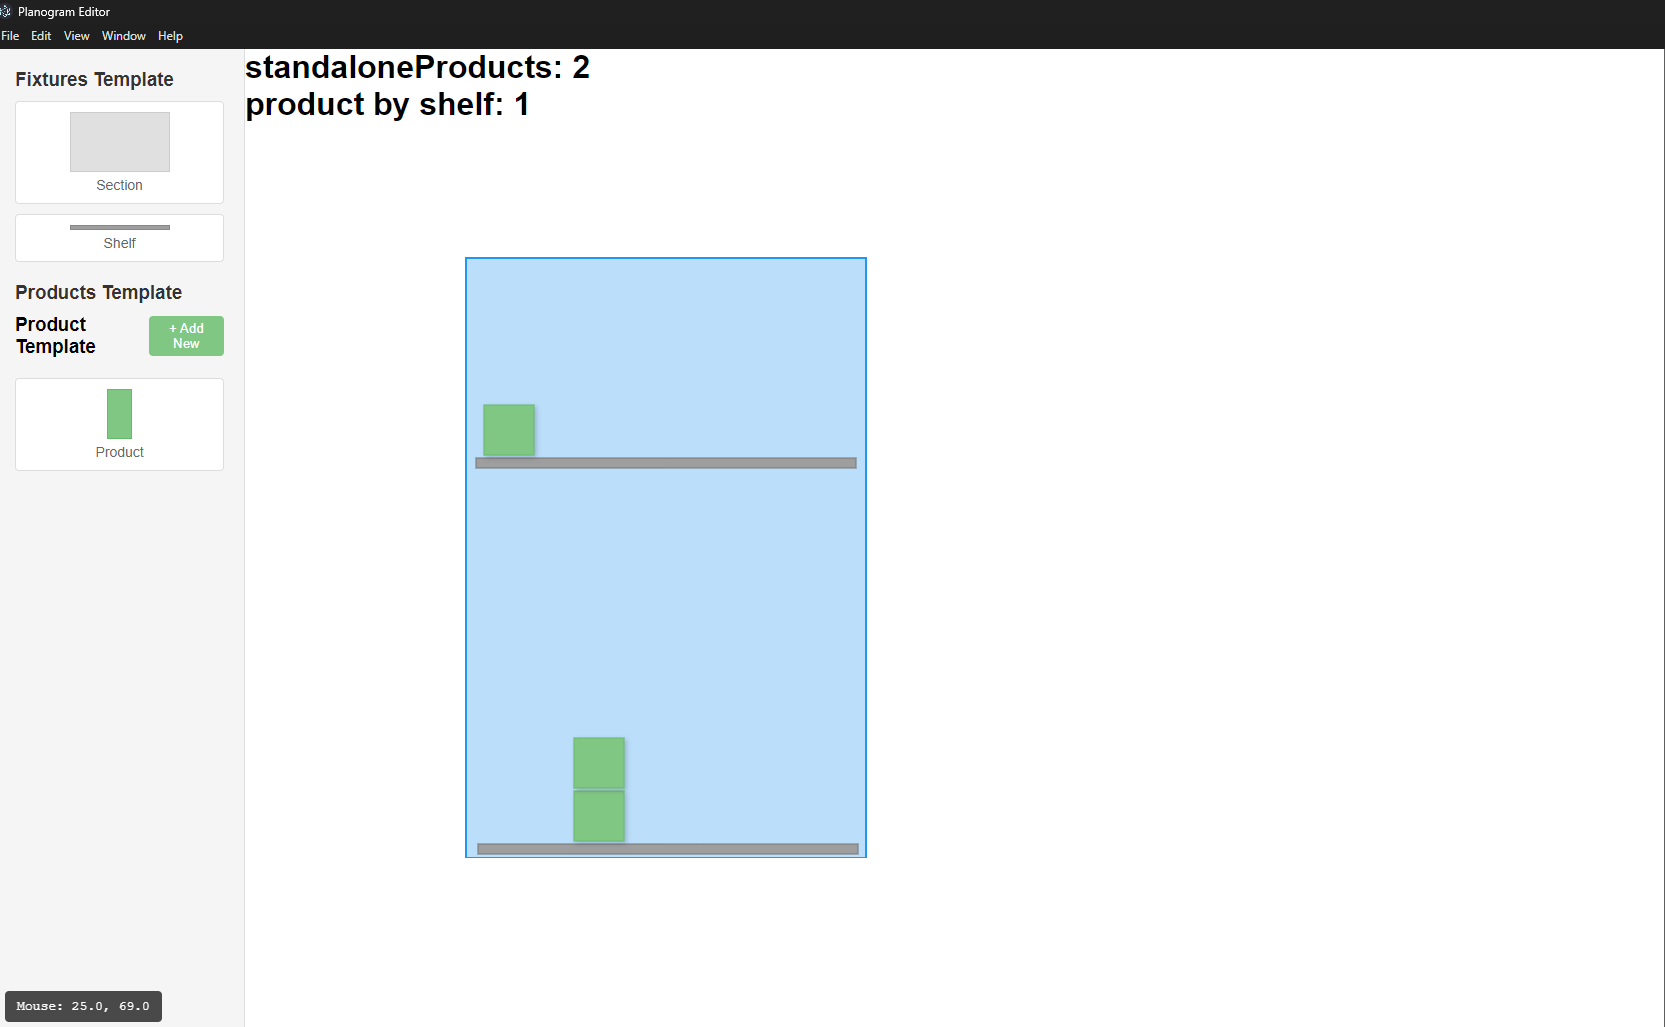 Planogram Editor
File Edit View Window Help
Fixtures Template
Section
Shelf
Products Template
Product
Template
+ Add
New
Product
standaloneProducts: 2
product by shelf: 1
Mouse: 25.0, 69.0